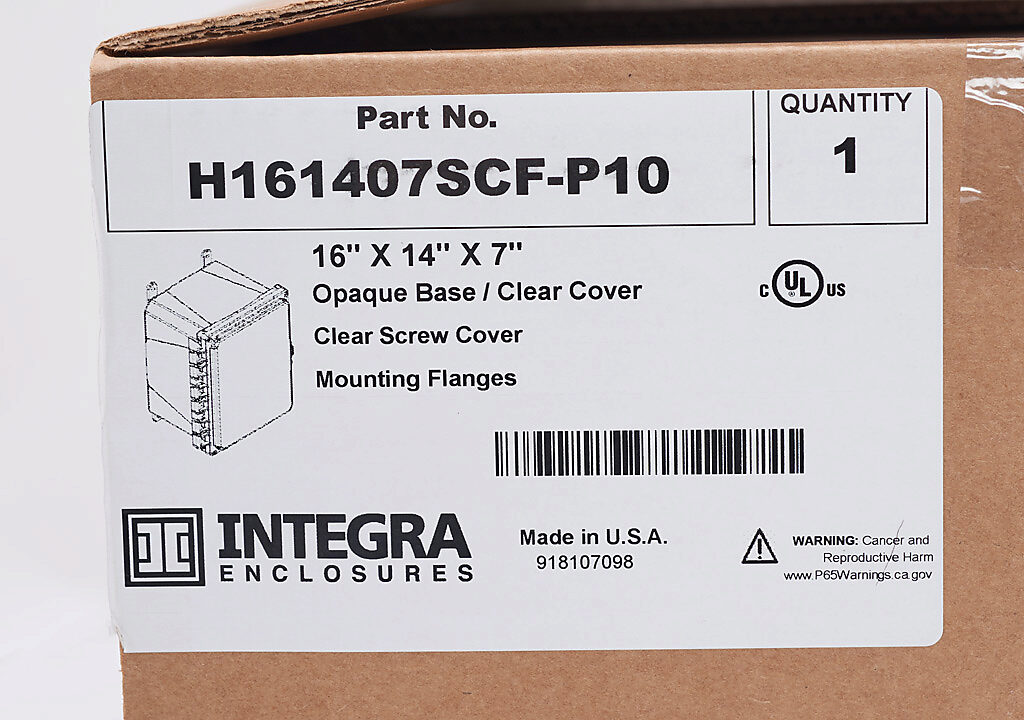 Part No.
H161407SCF-P10
QUANTITY
1
16" X 14" X 7"
Opaque Base / Clear Cover
Clear Screw Cover
Mounting Flanges
C UL ® US
INTEGRA
ENCLOSURES
Made in U.S.A.
918107098
WARNING: Cancer and
Reproductive Harm
www.P65Warnings.ca.gov